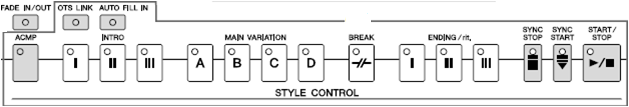 FADE IN/OUT OTS LINK AUTO FILL IN
ACMP INTRO MAIN VARIATION BREAK ENDING/rit. SYNC STOP SYNC START START/STOP
I II III A B C D I II III
STYLE CONTROL